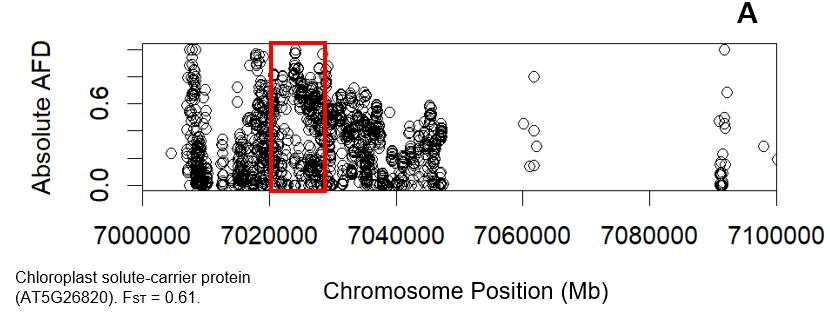 A
Absolute AFD
0.6
0.0
7000000 7020000 7040000 7060000 7080000 7100000
Chromosome Position (Mb)
Chloroplast solute-carrier protein
(AT5G26820). FST = 0.61.